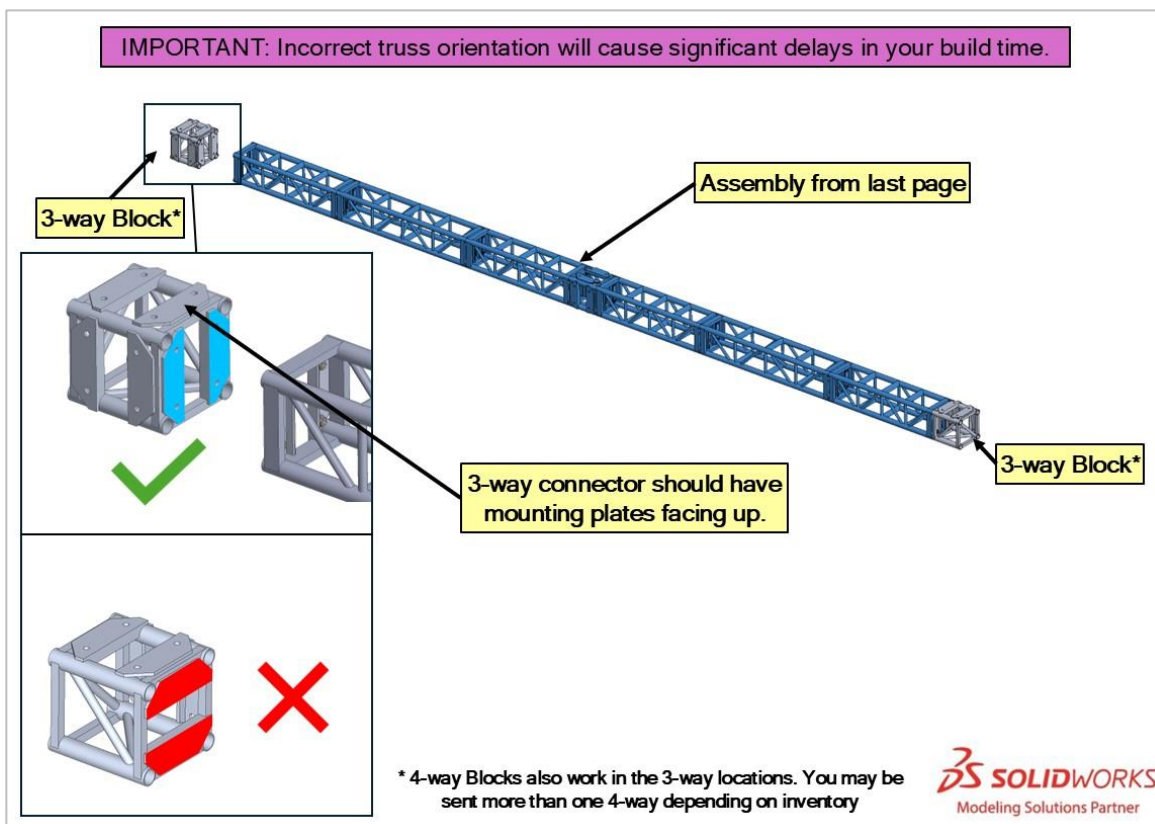 IMPORTANT: Incorrect truss orientation will cause significant delays in your build time.
3-way Block*
Assembly from last page
3-way Block*
3-way connector should have
mounting plates facing up.
* 4-way Blocks also work in the 3-way locations. You may be
sent more than one 4-way depending on inventory
SOLIDWORKS
Modeling Solutions Partner